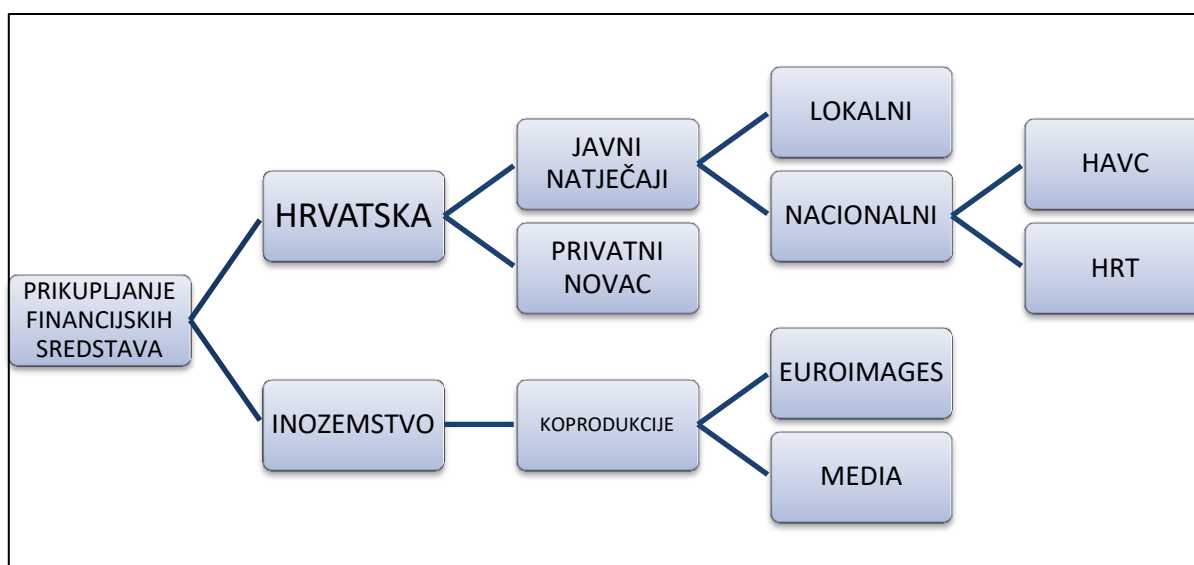 PRIKUPLJANJE
FINANCIJSKIH
SREDSTAVA
HRVATSKA
JAVNI
NATJEČAJI
LOKALNI
NACIONALNI
HAVC
HRT
PRIVATNI
NOVAC
INOZEMSTVO
KOPRODUKCIJE
EUROIMAGES
MEDIA